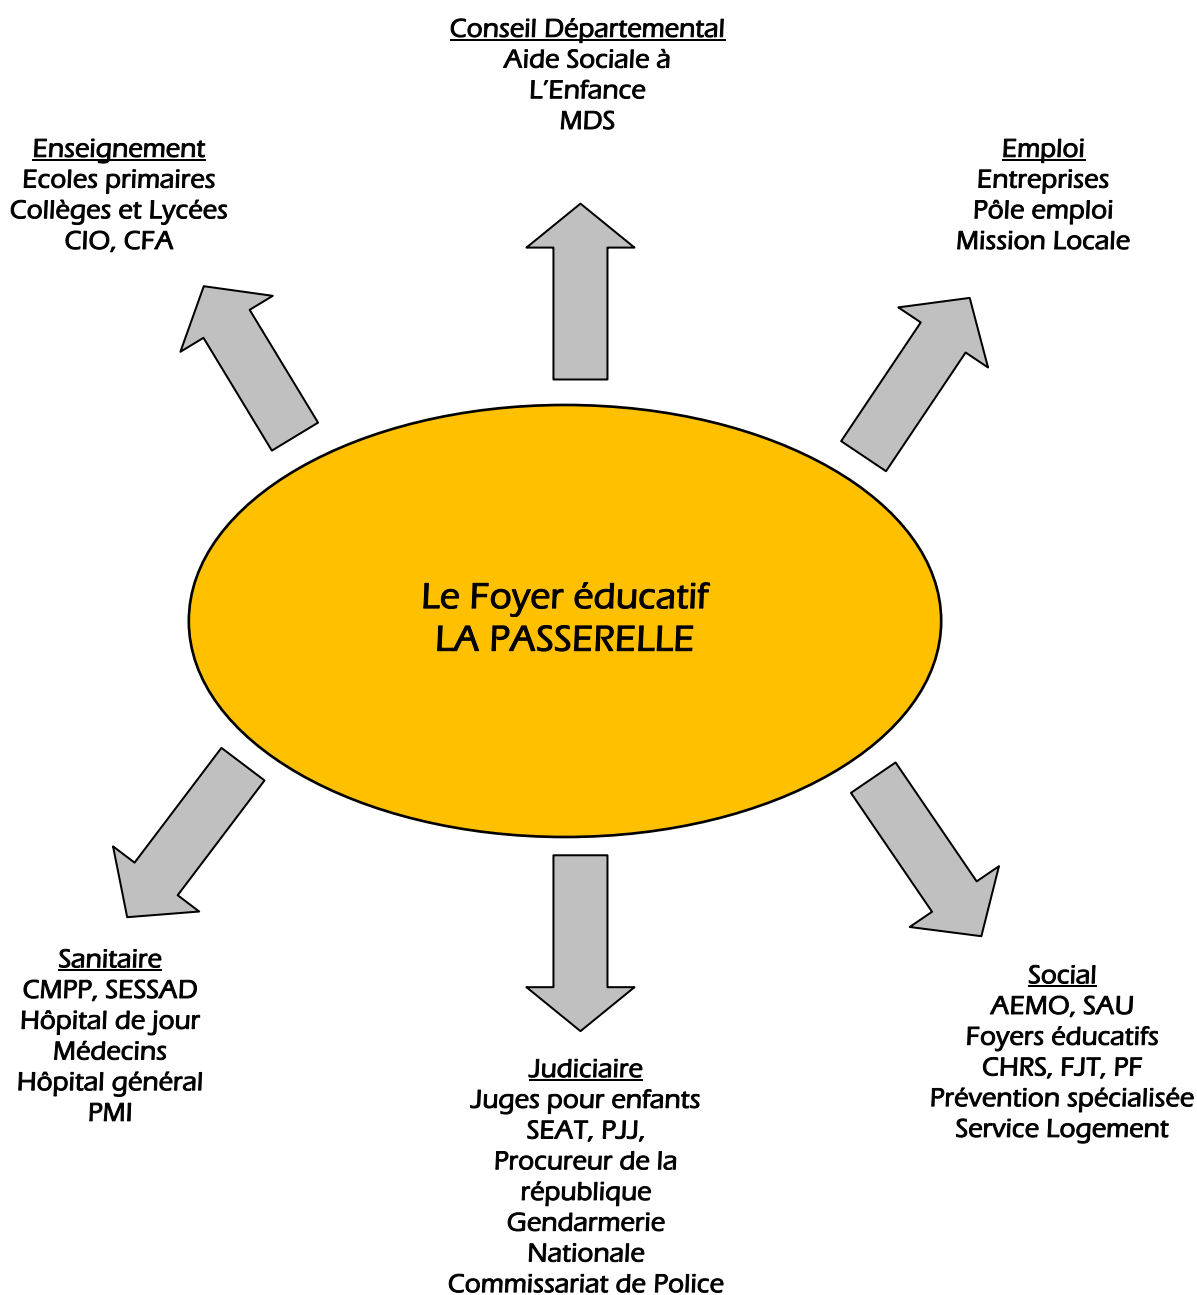 Conseil Départemental
Aide Sociale à
L'Enfance
MDS
Enseignement
Ecoles primaires
Collèges et Lycées
CIO, CFA
Emploi
Entreprises
Pôle emploi
Mission Locale
Le Foyer éducatif
LA PASSERELLE
Sanitaire
CMPP, SESSAD
Hôpital de jour
Médecins
Hôpital général
PMI
Judiciaire
Juges pour enfants
SEAT, PJJ,
Procureur de la
république
Gendarmerie
Nationale
Commissariat de Police
Social
AEMO, SAU
Foyers éducatifs
CHRS, FJT, PF
Prévention spécialisée
Service Logement